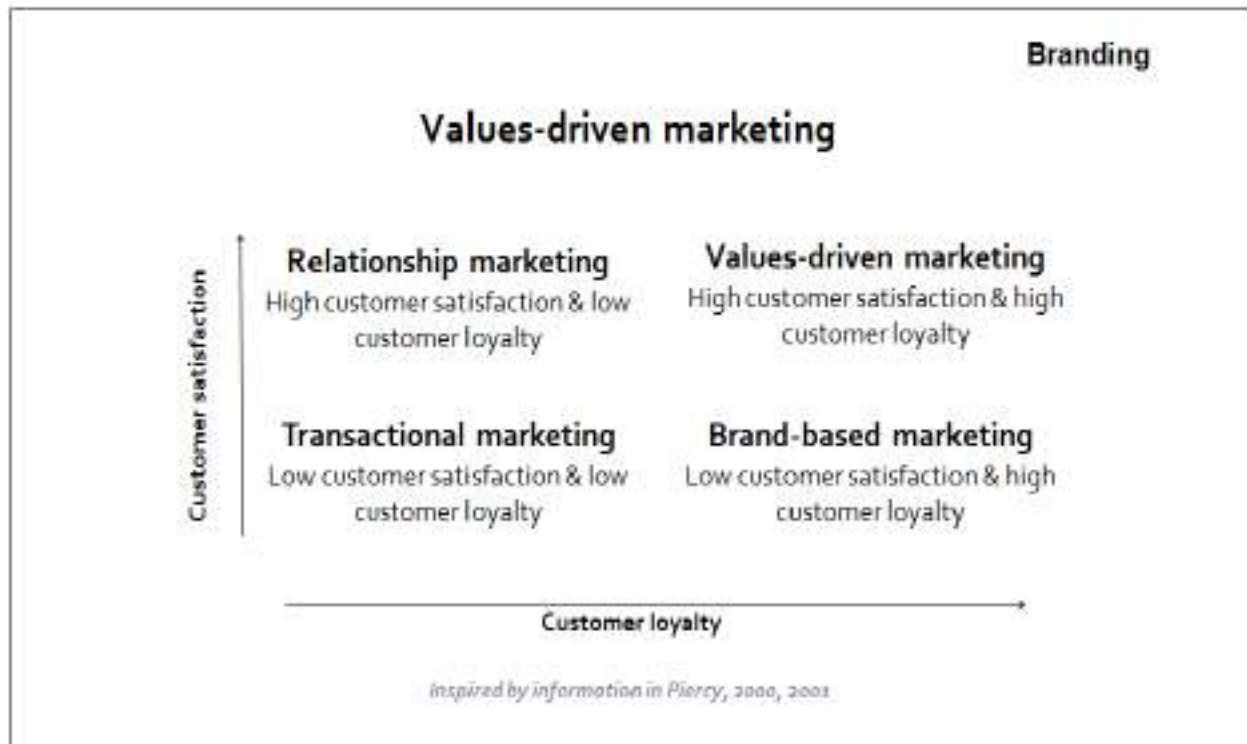 Branding
Values-driven marketing
Relationship marketing
High customer satisfaction & low
customer loyalty
Values-driven marketing
High customer satisfaction & high
customer loyalty
Transactional marketing
Low customer satisfaction & low
customer loyalty
Brand-based marketing
Low customer satisfaction & high
customer loyalty
Customer satisfaction
Customer loyalty
Inspired by information in Piercy, 2000, 2001